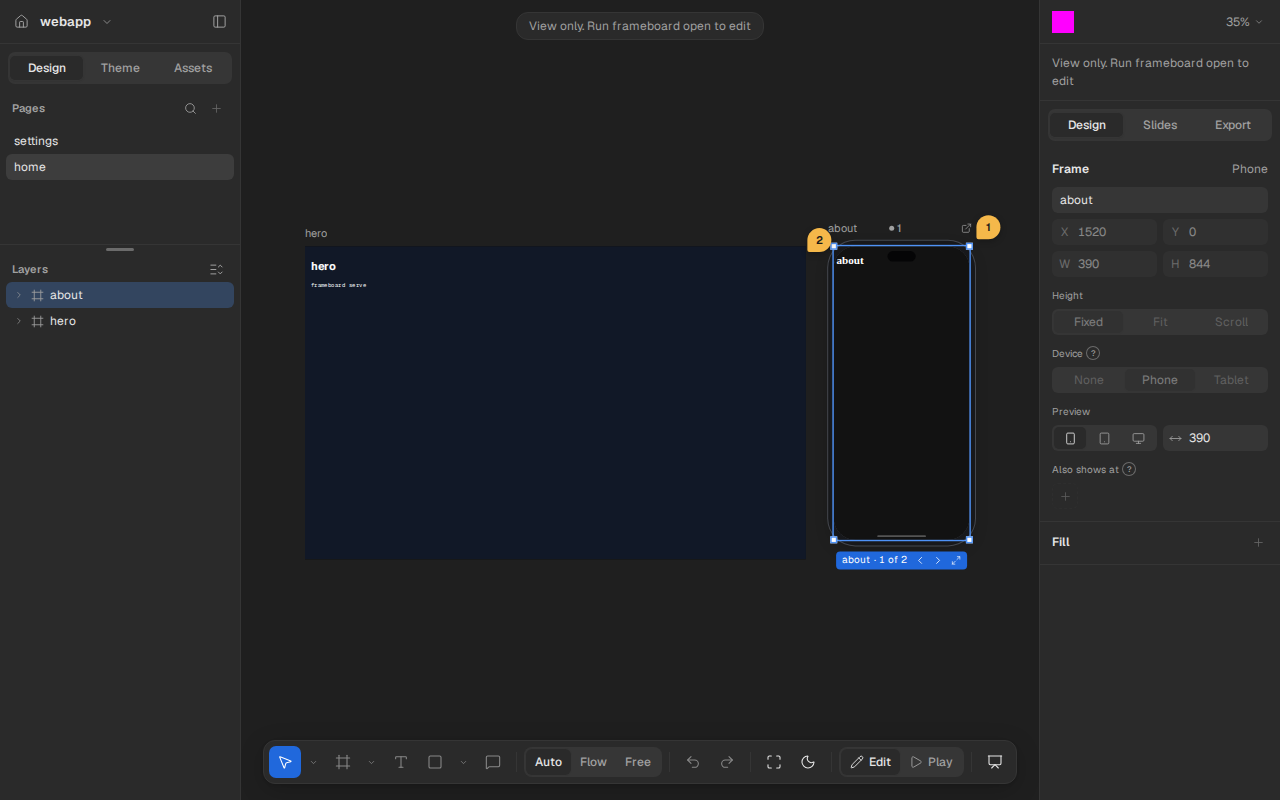 webapp
View only. Run frameboard open to edit
35%
Design
Theme
Assets
View only. Run frameboard open to
edit
Pages
settings
home
Design
Slides
Export
Frame
Phone
about
X 1520
Y 0
W 390
H 844
Height
Fixed
Fit
Scroll
Device ?
None
Phone
Tablet
Preview
390
Also shows at ?
Fill
Layers
about
hero
hero
hero
frameboard serve
about
1
1
2
about
about · 1 of 2
Auto
Flow
Free
Edit
Play